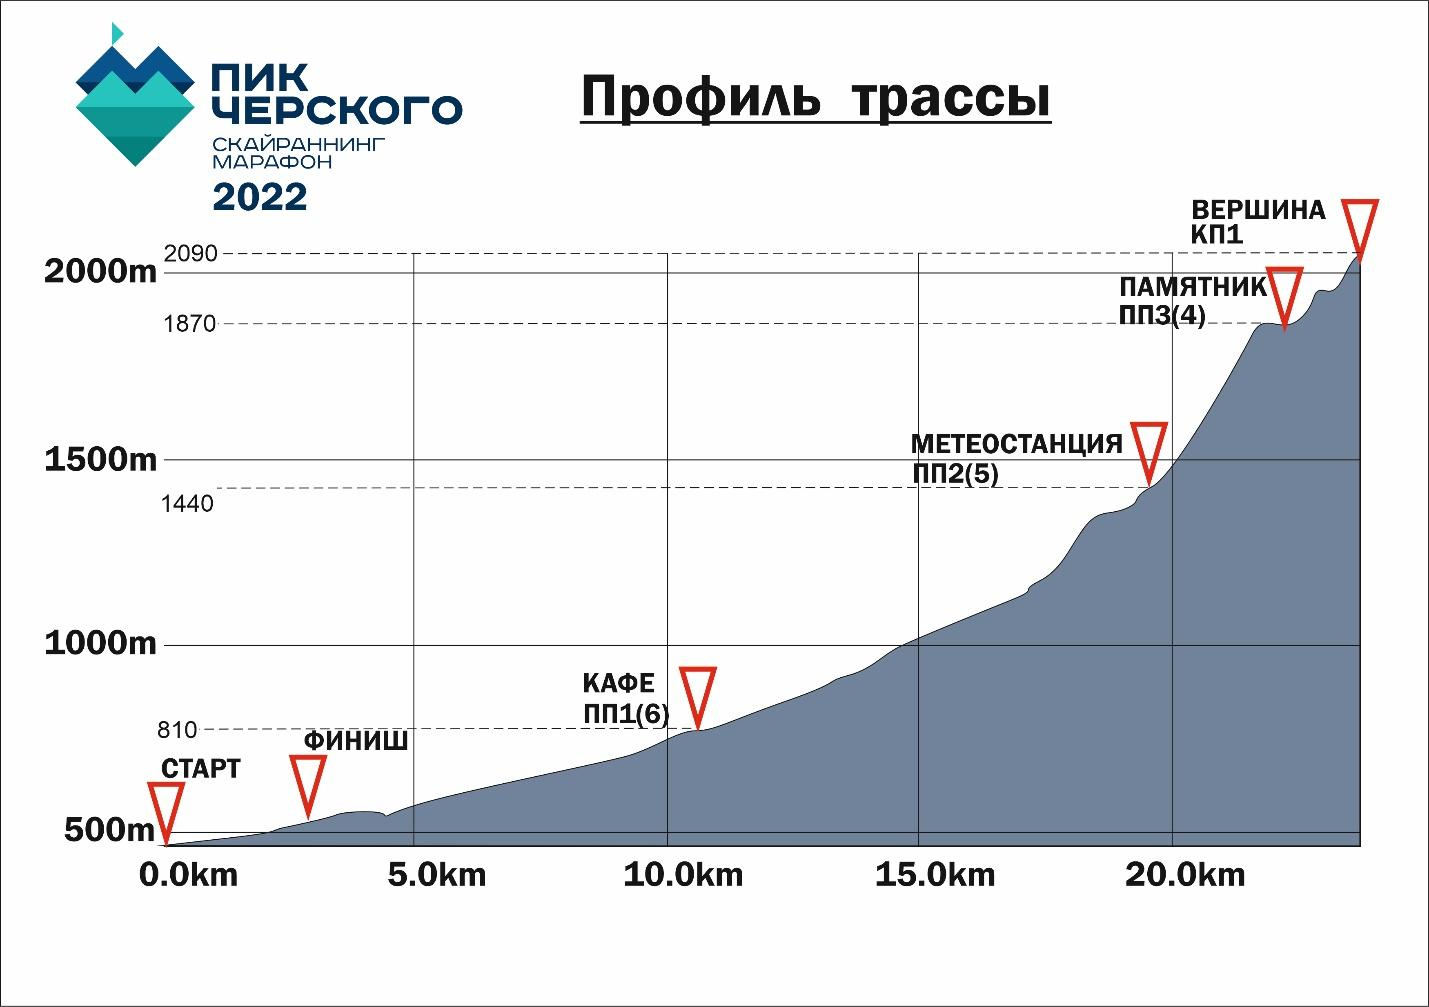 ПИК
ЧЕРСКОГО
СКАЙРАННИНГ
МАРАФОН
2022
Профиль трассы
ВЕРШИНА
КП1
2090
2000m
ПАМЯТНИК
ПП3(4)
1870
МЕТЕОСТАНЦИЯ
ПП2(5)
1500m
1440
1000m
КАФЕ
ПП1(6)
810
ФИНИШ
СТАРТ
500m
0.0km 5.0km 10.0km 15.0km 20.0km